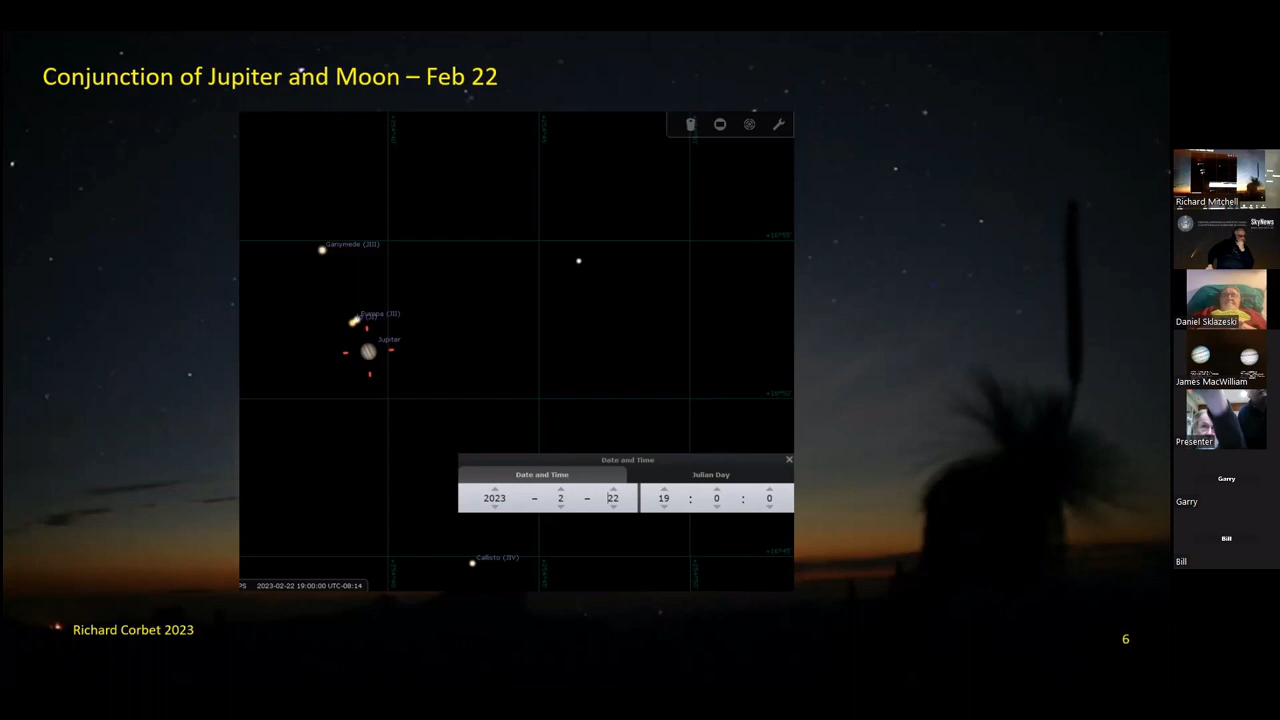 Conjunction of Jupiter and Moon – Feb 22
Ganymede (JIII)
Europa (JII)
Jupiter
Date and Time
Date and Time
Julian Day
2023 – 2 – 22 19 : 0 : 0
Callisto (JIV)
2023-02-22 19:00:00 UTC-08:14
Richard Corbet 2023
6
Richard Mitchell
SkyNews
Daniel Sklazeski
James MacWilliam
Presenter
Garry
Garry
Bill
Bill